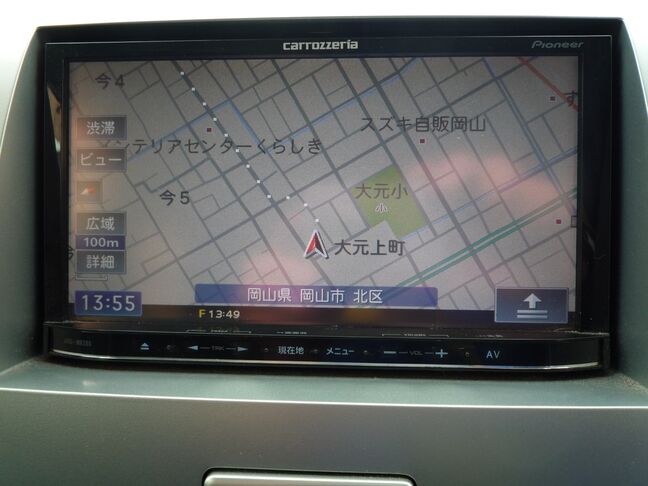 carrozzeria
Pioneer
今4
渋滞
スズキ自販岡山
ビュー
ンテリアセンターくらしき
今5
大元小
小
広域
100m
大元上町
詳細
13:55
岡山県 岡山市 北区
F 13:49
TRK
現在地
メニュー
VOL
AV